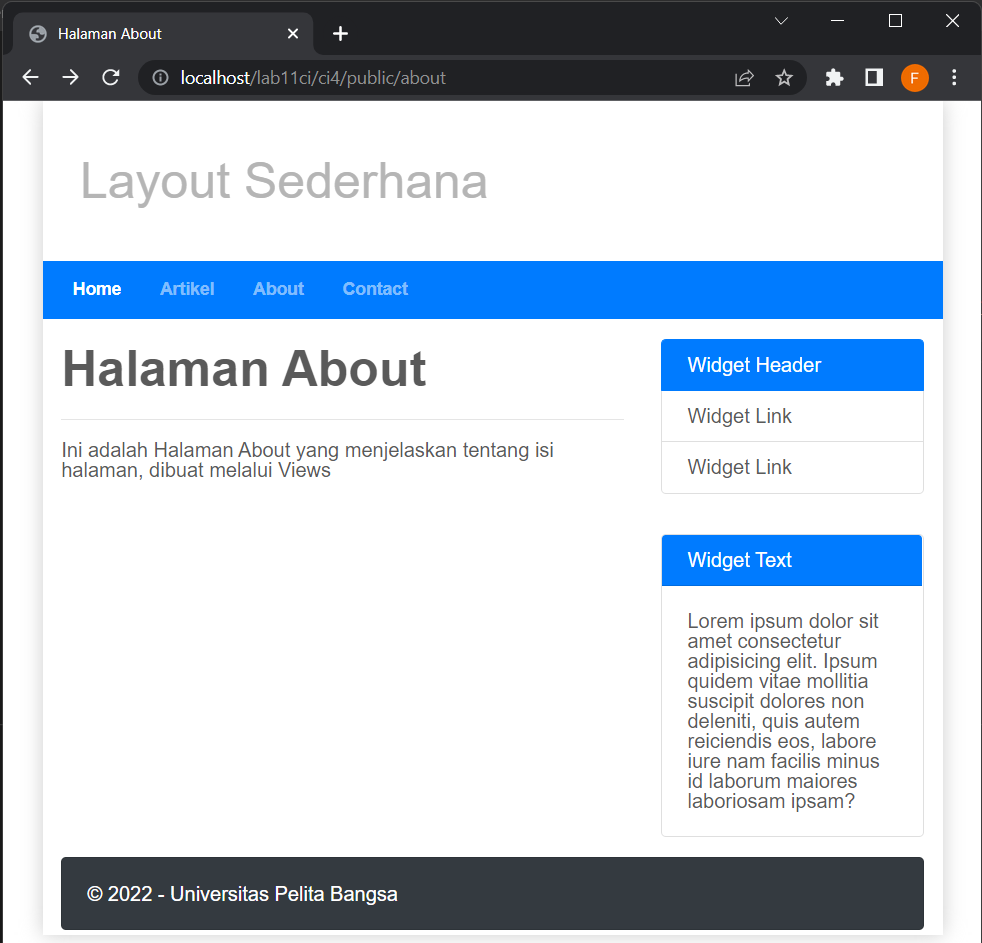 Halaman About
localhost/lab11ci/ci4/public/about
F
Layout Sederhana
Home Artikel About Contact
Halaman About
Ini adalah Halaman About yang menjelaskan tentang isi
halaman, dibuat melalui Views
Widget Header
Widget Link
Widget Link
Widget Text
Lorem ipsum dolor sit
amet consectetur
adipisicing elit. Ipsum
quidem vitae mollitia
suscipit dolores non
deleniti, quis autem
reiciendis eos, labore
iure nam facilis minus
id laborum maiores
laboriosam ipsam?
© 2022 - Universitas Pelita Bangsa